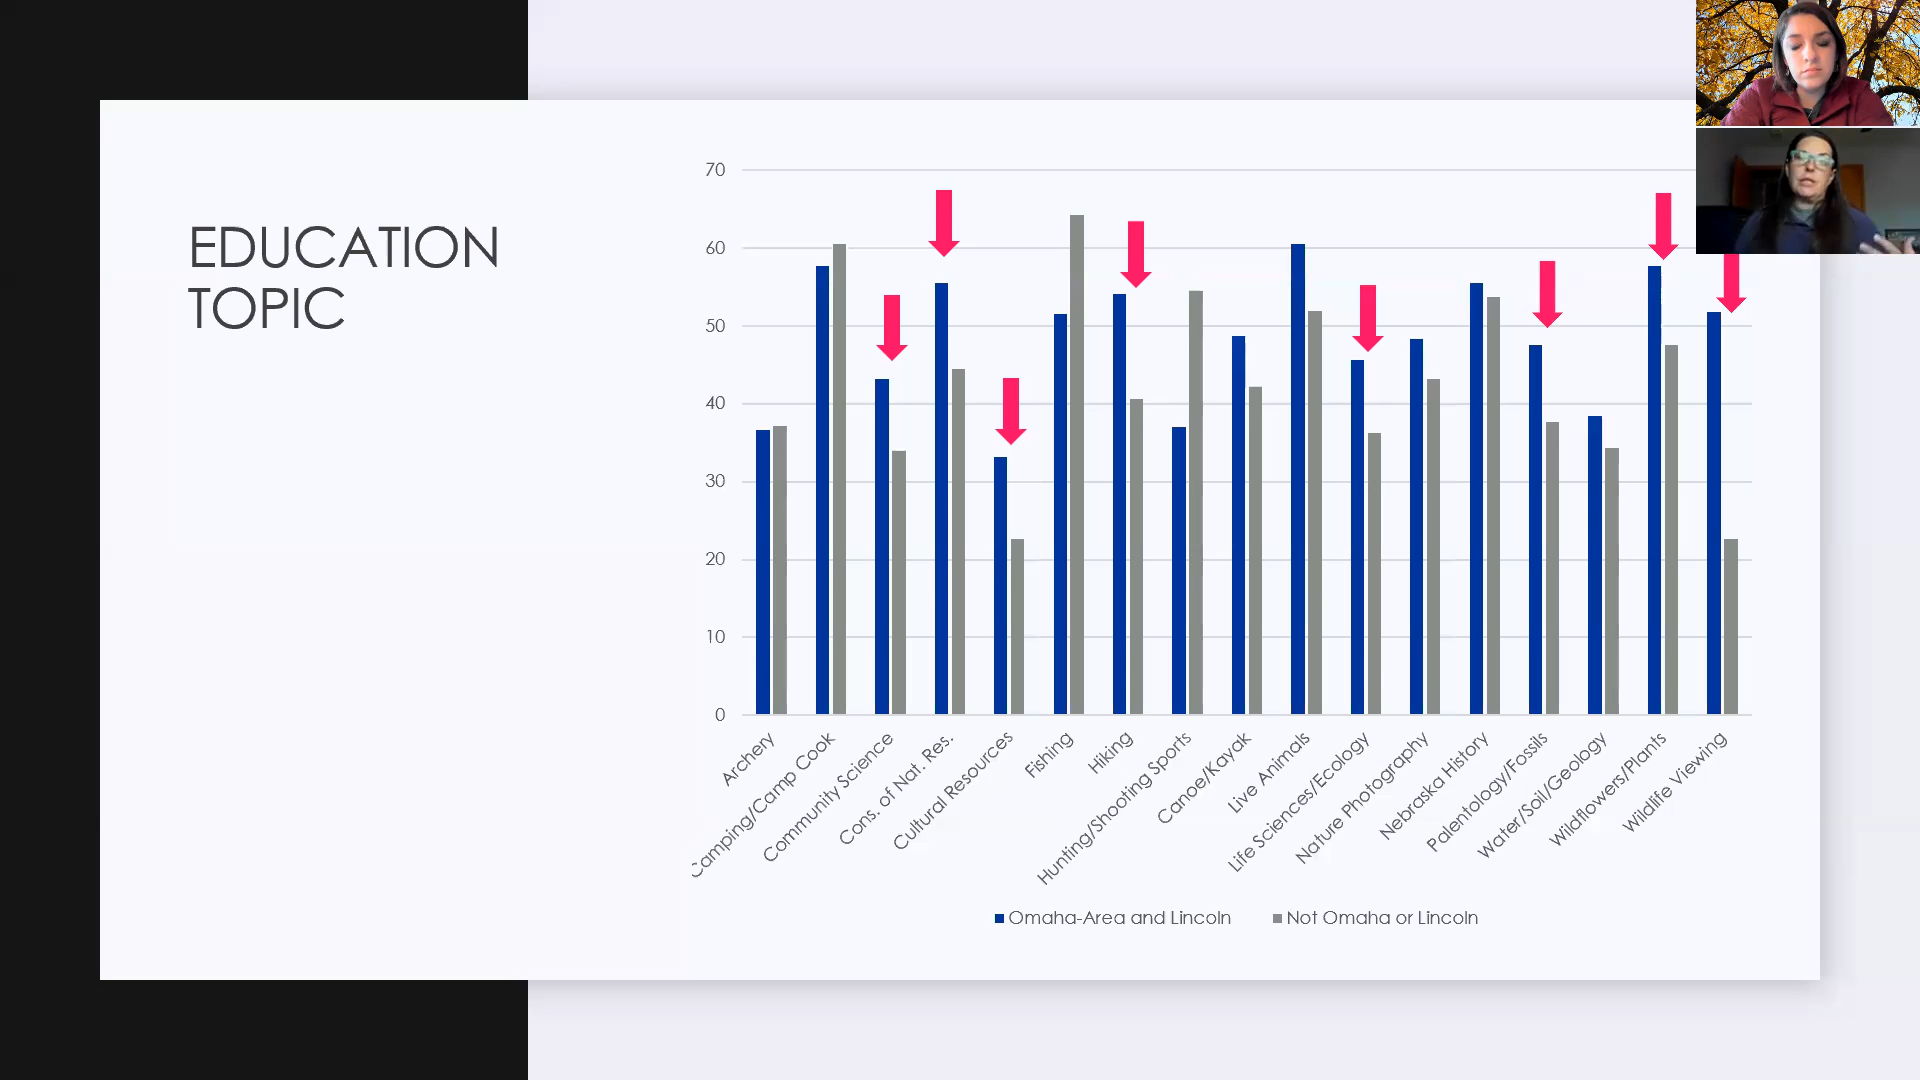 EDUCATION
TOPIC
70
60
50
40
30
20
10
0
Archery
Camping/Camp Cook
Community Science
Cons. of Nat. Res.
Cultural Resources
Fishing
Hiking
Hunting/Shooting Sports
Canoe/Kayak
Live Animals
Life Sciences/Ecology
Nature Photography
Nebraska History
Palentology/Fossils
Water/Soil/Geology
Wildflowers/Plants
Wildlife Viewing
Omaha-Area and Lincoln
Not Omaha or Lincoln